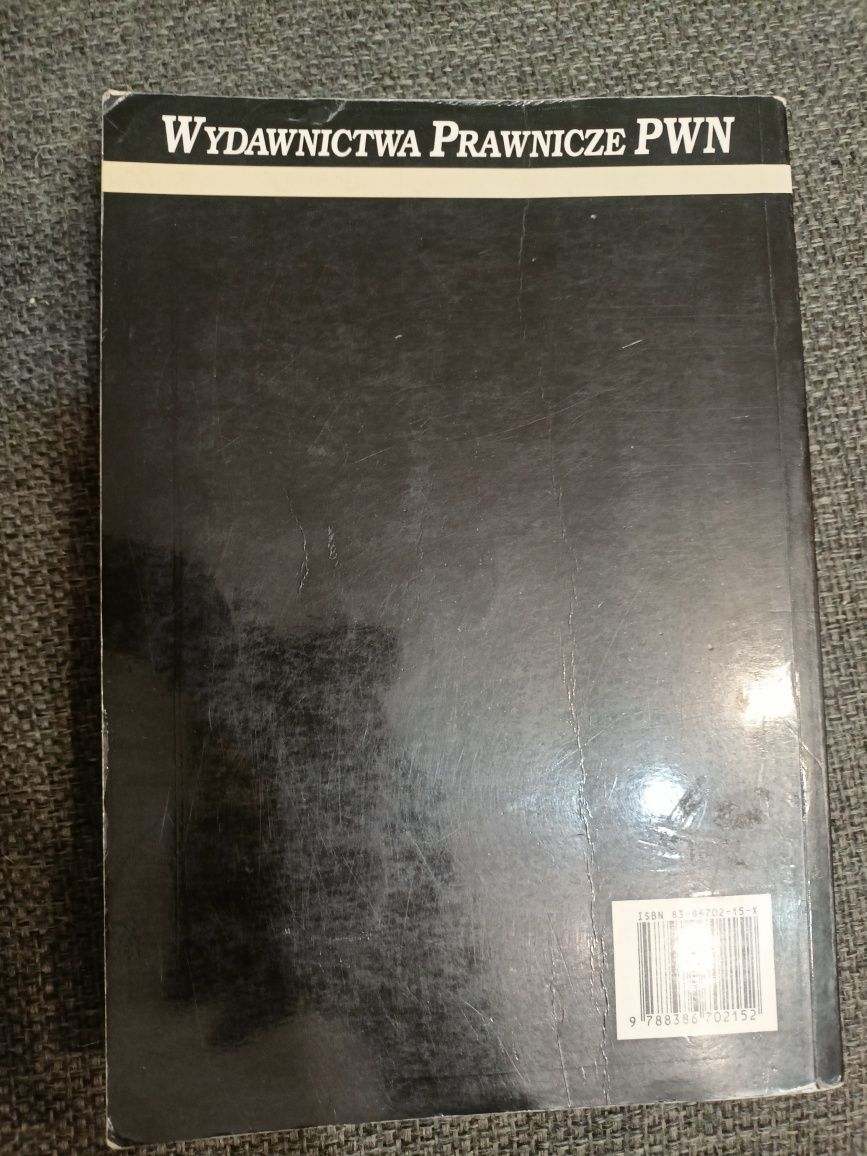 WYDAWNICTWA PRAWNICZE PWN
ISBN 83-86702-15-X
9 788386 702152